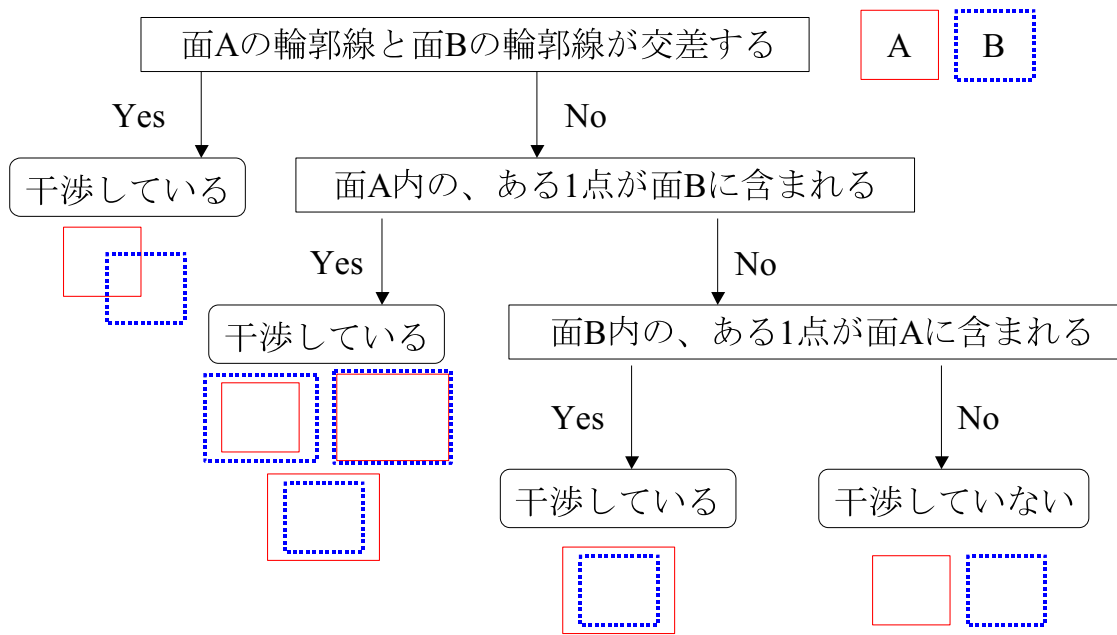 面Aの輪郭線と面Bの輪郭線が交差する
A
B
Yes
No
干渉している
面A内の、ある1点が面Bに含まれる
Yes
No
干渉している
面B内の、ある1点が面Aに含まれる
Yes
No
干渉している
干渉していない